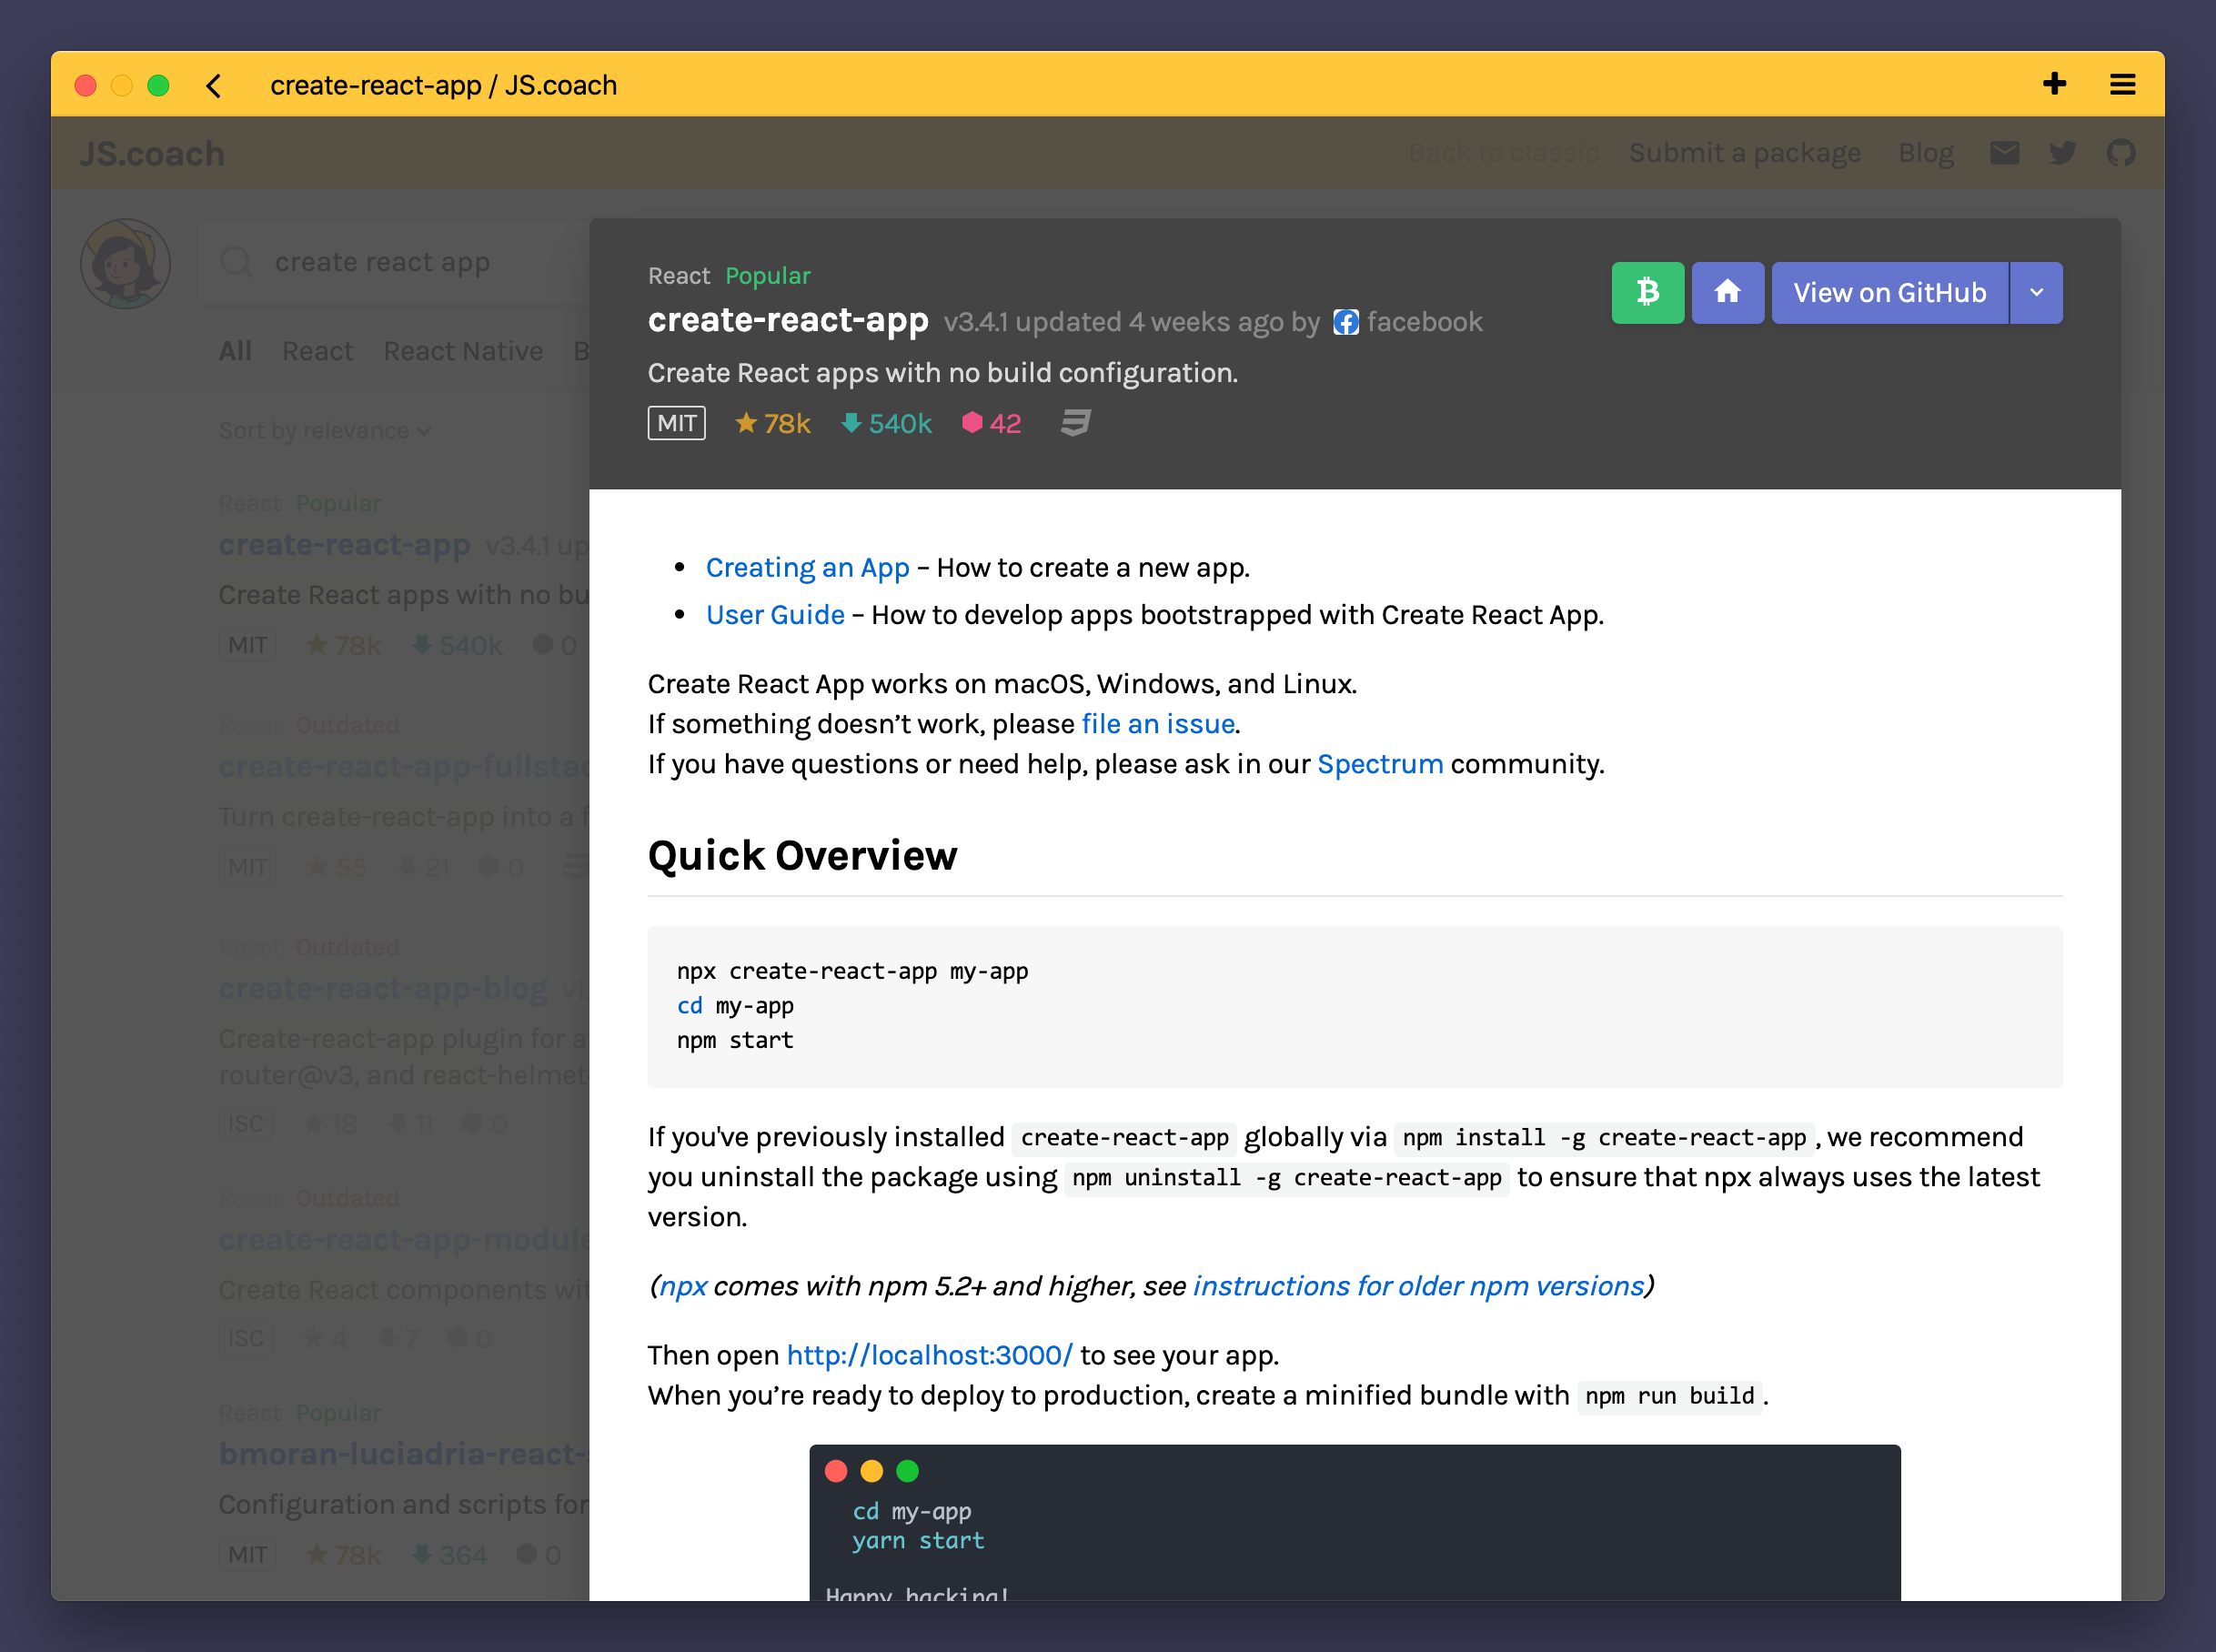 create-react-app / JS.coach
JS.coach
Back to classic Submit a package Blog
create react app
All React React Native B
Sort by relevance
React Popular
create-react-app v3.4.1 up
Create React apps with no bu
MIT 78k 540k 0
React Outdated
create-react-app-fullstac
Turn create-react-app into a f
MIT 55 21 0
React Outdated
create-react-app-blog v1
Create-react-app plugin for a
router@v3, and react-helmet
ISC 18 11 0
React Outdated
create-react-app-module
Create React components wit
ISC 4 7 0
React Popular
bmoran-luciadria-react-
Configuration and scripts for
MIT 78k 364 0
React Popular
create-react-app v3.4.1 updated 4 weeks ago by facebook
Create React apps with no build configuration.
MIT 78k 540k 42
View on GitHub
• Creating an App – How to create a new app.
• User Guide – How to develop apps bootstrapped with Create React App.
Create React App works on macOS, Windows, and Linux.
If something doesn’t work, please file an issue.
If you have questions or need help, please ask in our Spectrum community.
Quick Overview
npx create-react-app my-app
cd my-app
npm start
If you've previously installed create-react-app globally via npm install -g create-react-app, we recommend
you uninstall the package using npm uninstall -g create-react-app to ensure that npx always uses the latest
version.
(npx comes with npm 5.2+ and higher, see instructions for older npm versions)
Then open http://localhost:3000/ to see your app.
When you’re ready to deploy to production, create a minified bundle with npm run build.
cd my-app
yarn start
Happy hacking!